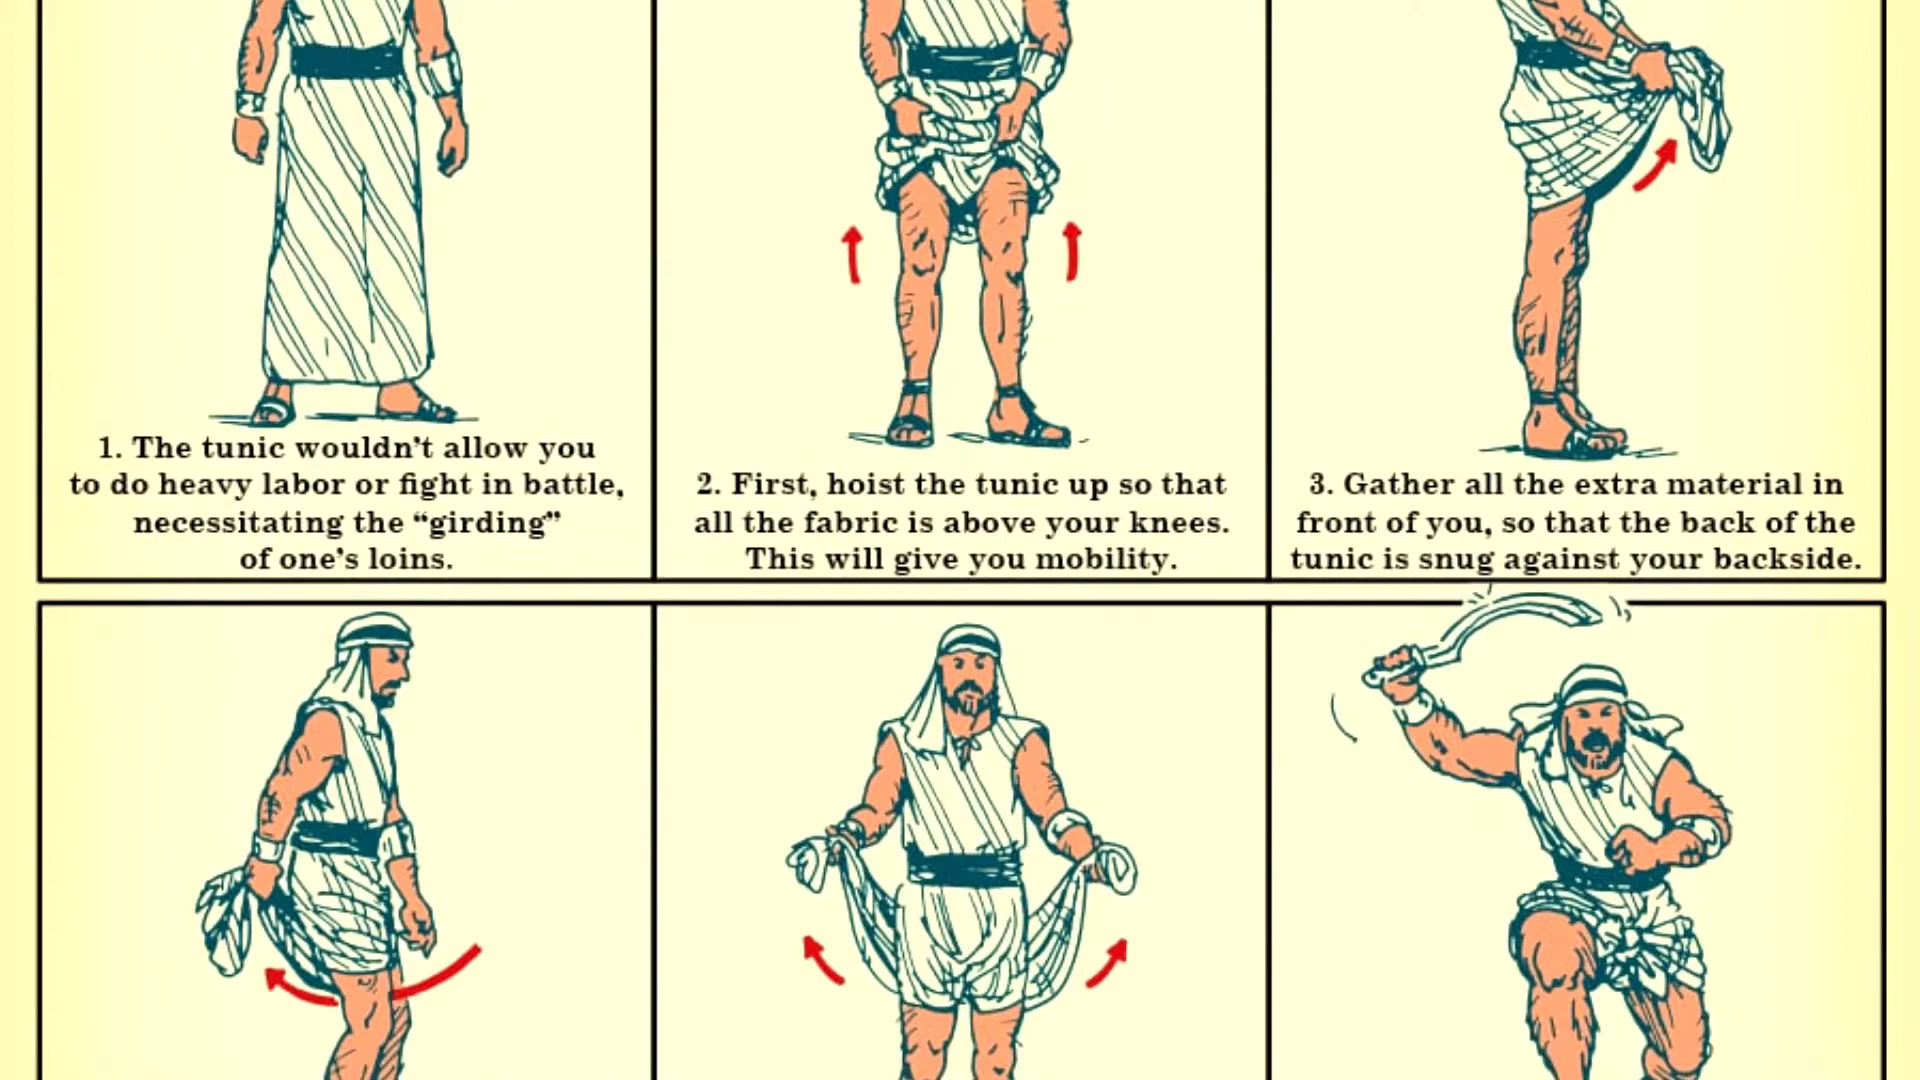 1. The tunic wouldn't allow you
to do heavy labor or fight in battle,
necessitating the “girding”
of one's loins.
2. First, hoist the tunic up so that
all the fabric is above your knees.
This will give you mobility.
3. Gather all the extra material in
front of you, so that the back of the
tunic is snug against your backside.